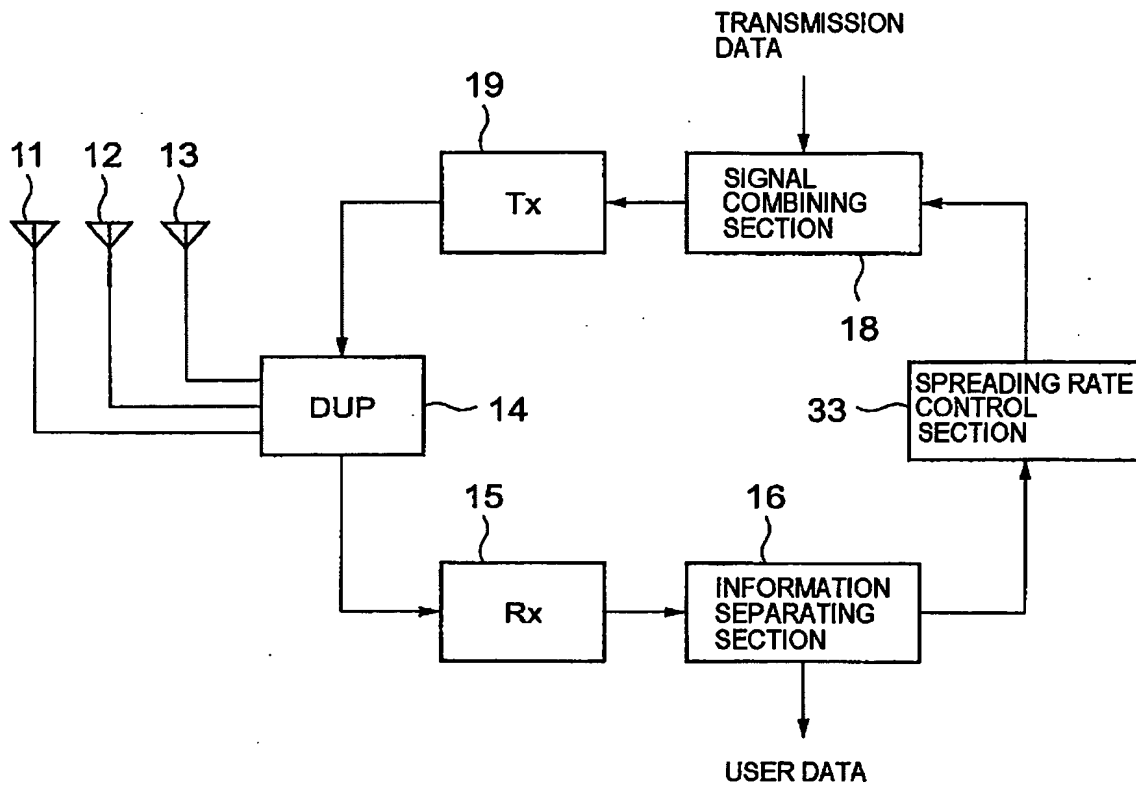 TRANSMISSION
DATA
19
11 12 13
Tx
SIGNAL
COMBINING
SECTION
18
DUP
14
33
SPREADING RATE
CONTROL
SECTION
15
16
Rx
INFORMATION
SEPARATING
SECTION
USER DATA